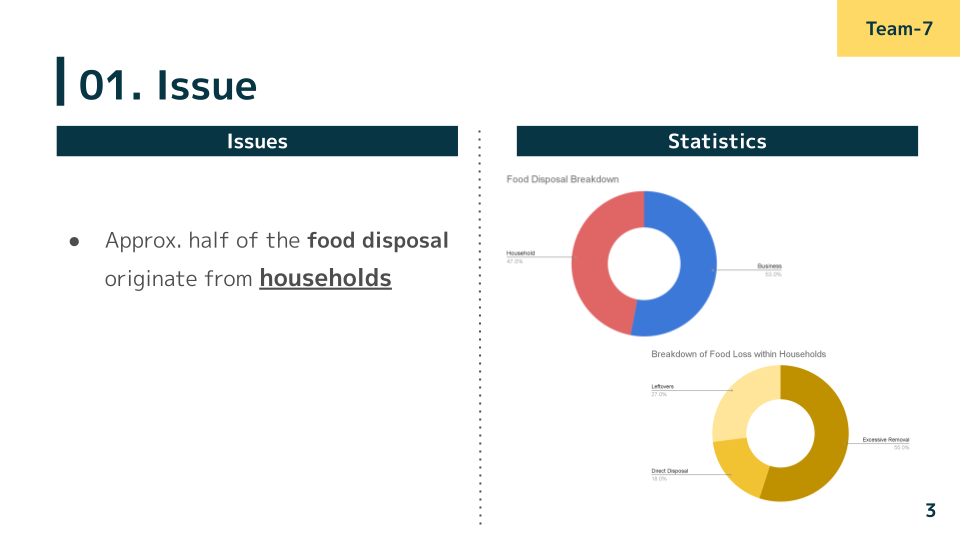 Team-7
01. Issue
Issues
Statistics
● Approx. half of the food disposal
originate from households
Food Disposal Breakdown
Household
47.0%
Business
53.0%
Breakdown of Food Loss within Households
Leftovers
27.0%
Excessive Removal
Direct Disposal
18.0%
3